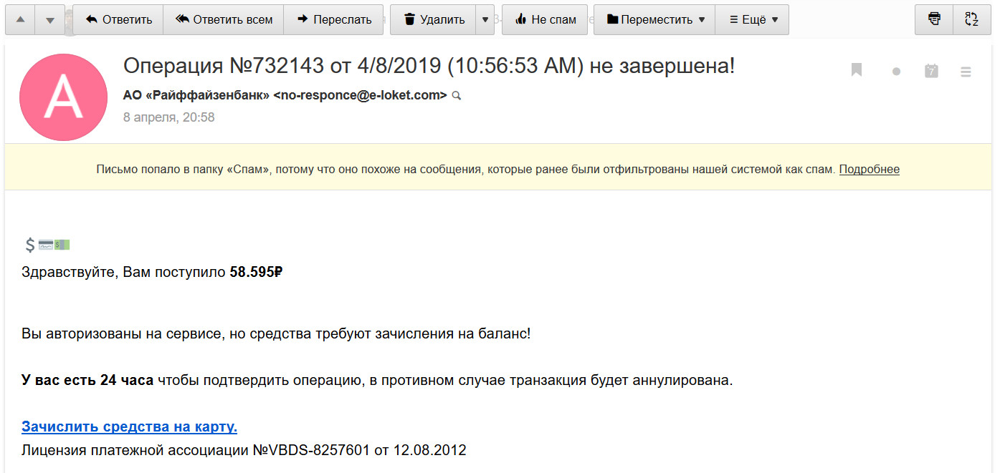 Ответить Ответить всем Переслать Удалить Не спам Переместить Ещё
Операция №732143 от 4/8/2019 (10:56:53 AM) не завершена!
А
АО «Райффайзенбанк» <no-responce@e-loket.com>
8 апреля, 20:58
7
Письмо попало в папку «Спам», потому что оно похоже на сообщения, которые ранее были отфильтрованы нашей системой как спам. Подробнее
$
Здравствуйте, Вам поступило 58.595₽
Вы авторизованы на сервисе, но средства требуют зачисления на баланс!
У вас есть 24 часа чтобы подтвердить операцию, в противном случае транзакция будет аннулирована.
Зачислить средства на карту.
Лицензия платежной ассоциации №VBDS-8257601 от 12.08.2012